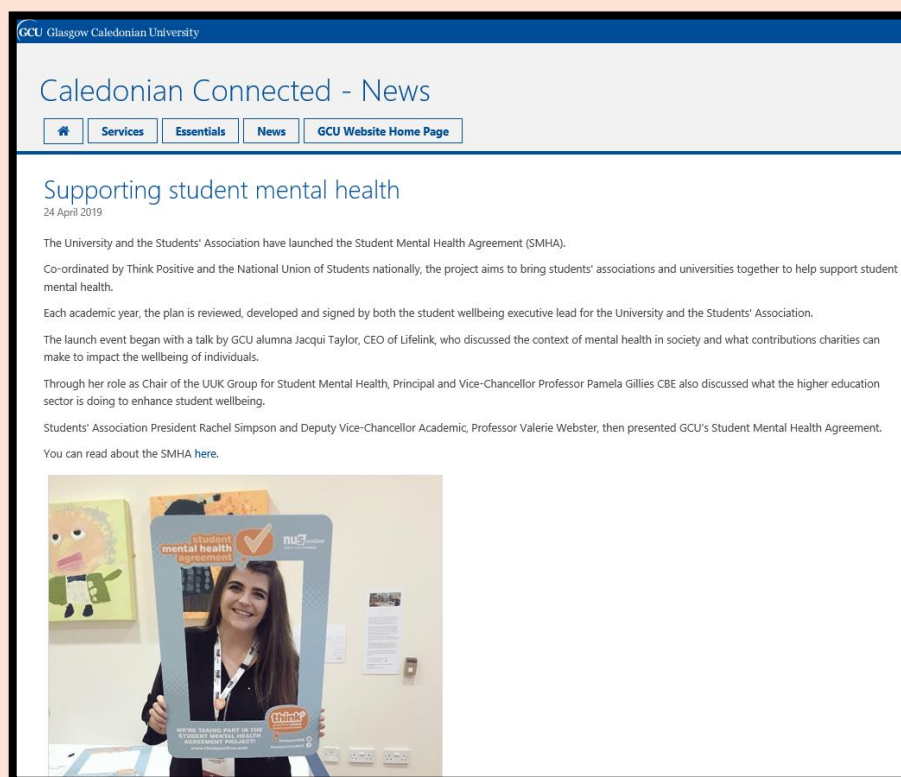 GCU Glasgow Caledonian University
Caledonian Connected - News
Services Essentials News GCU Website Home Page
Supporting student mental health
24 April 2019
The University and the Students' Association have launched the Student Mental Health Agreement (SMHA).
Co-ordinated by Think Positive and the National Union of Students nationally, the project aims to bring students' associations and universities together to help support student
mental health.
Each academic year, the plan is reviewed, developed and signed by both the student wellbeing executive lead for the University and the Students' Association.
The launch event began with a talk by GCU alumna Jacqui Taylor, CEO of Lifelink, who discussed the context of mental health in society and what contributions charities can
make to impact the wellbeing of individuals.
Through her role as Chair of the UUK Group for Student Mental Health, Principal and Vice-Chancellor Professor Pamela Gillies CBE also discussed what the higher education
sector is doing to enhance student wellbeing.
Students' Association President Rachel Simpson and Deputy Vice-Chancellor Academic, Professor Valerie Webster, then presented GCU's Student Mental Health Agreement.
You can read about the SMHA here.
student
mental health
agreement
nus
think
WE'RE TAKING PART IN THE
STUDENT MENTAL HEALTH
AGREEMENT PROJECT!